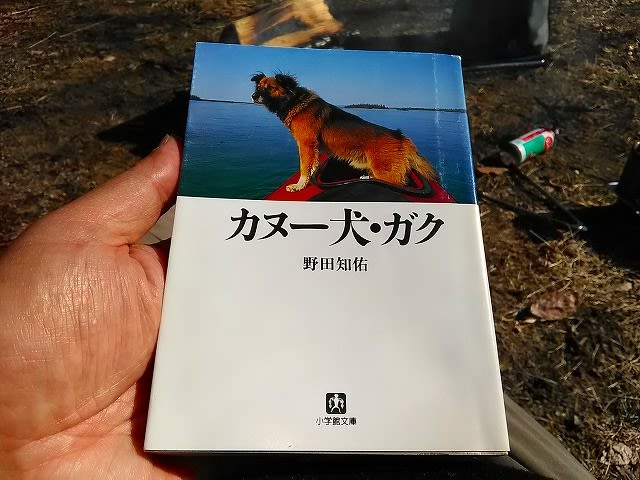 カヌー犬・ガク
野田知佑
小学館文庫